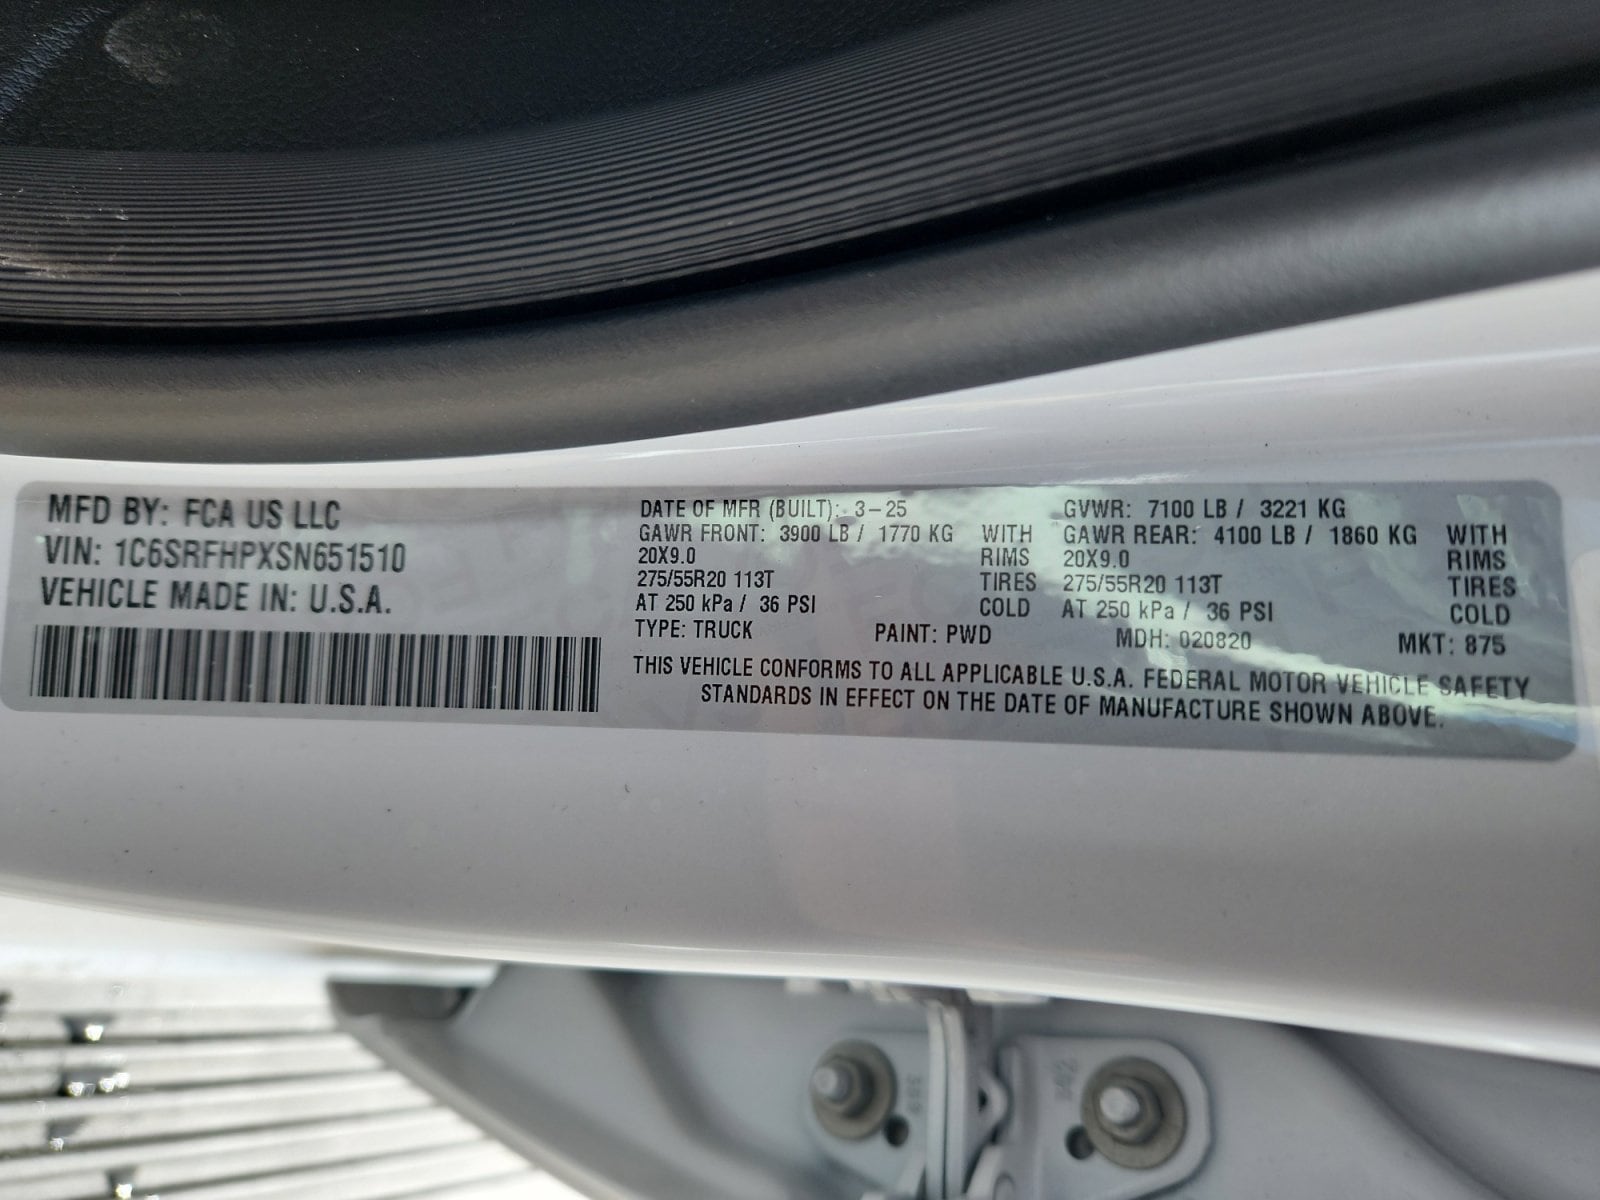 MFD BY: FCA US LLC
VIN: 1C6SRFHPXSN651510
VEHICLE MADE IN: U.S.A.
DATE OF MFR (BUILT): 3-25
GAWR FRONT: 3900 LB / 1770 KG WITH
20X9.0 RIMS
275/55R20 113T TIRES
AT 250 kPa / 36 PSI COLD
GVWR: 7100 LB / 3221 KG
GAWR REAR: 4100 LB / 1860 KG WITH
20X9.0 RIMS
275/55R20 113T TIRES
AT 250 kPa / 36 PSI COLD
TYPE: TRUCK PAINT: PWD MDH: 020820 MKT: 875
THIS VEHICLE CONFORMS TO ALL APPLICABLE U.S.A. FEDERAL MOTOR VEHICLE SAFETY
STANDARDS IN EFFECT ON THE DATE OF MANUFACTURE SHOWN ABOVE.